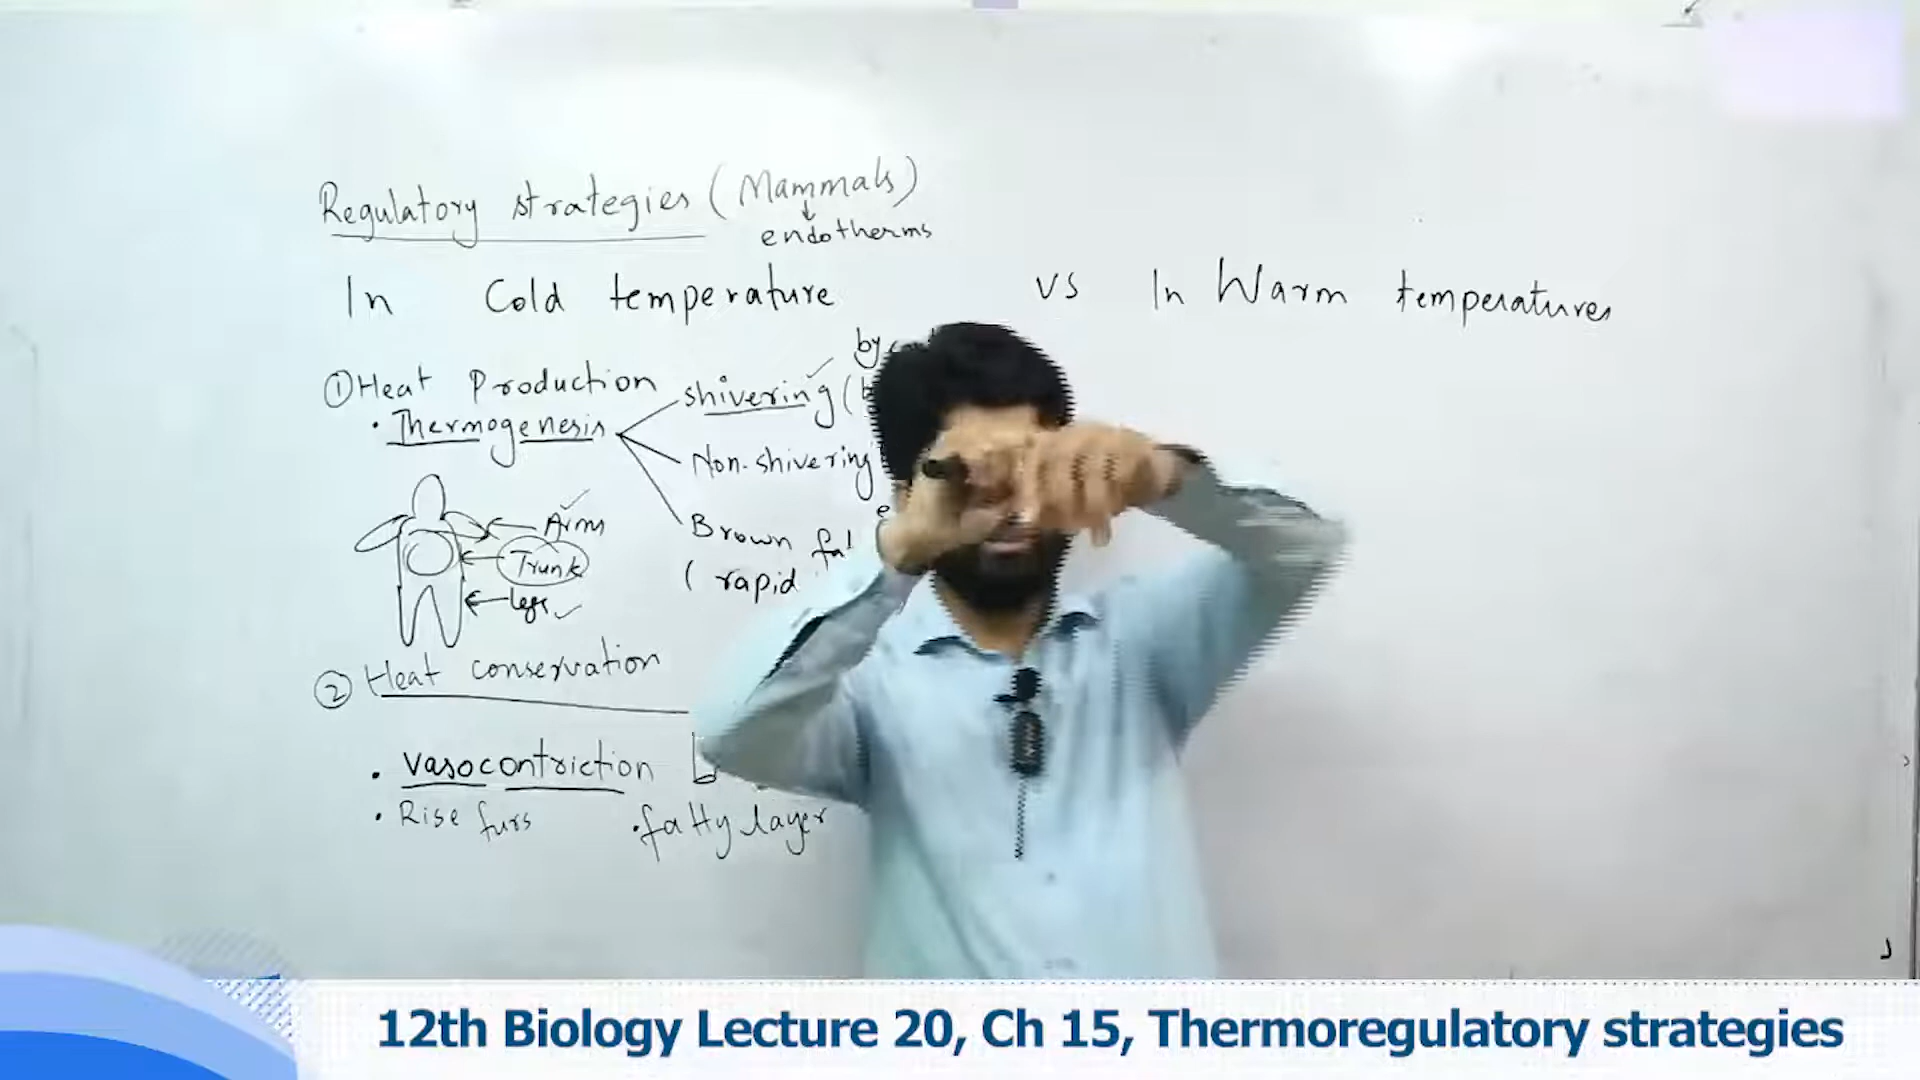 Regulatory strategies (Mammals)
endotherms
In Cold temperature vs In Warm temperatures
① Heat Production
• Thermogenesis
shivering (
by
Non-shivering
Brown fat
( rapid
Arms
Trunk
legs
② Heat conservation
• vasocontriction
• Rise furs • fatty layer
12th Biology Lecture 20, Ch 15, Thermoregulatory strategies